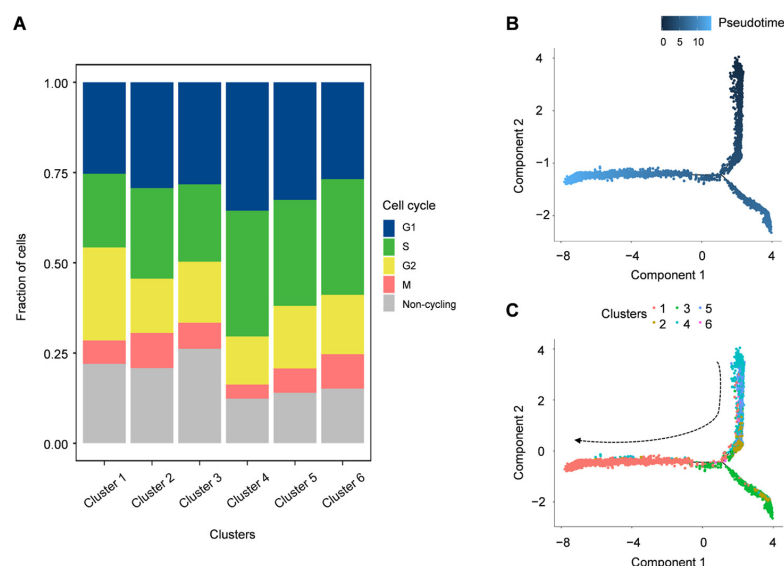 A
1.00
0.75
0.50
0.25
0.00
Fraction of cells
Cluster 1
Cluster 2
Cluster 3
Cluster 4
Cluster 5
Cluster 6
Clusters
Cell cycle
G1
S
G2
M
Non-cycling
B
Pseudotime
0 5 10
4
2
−1
−2
Component 2
−8 −4 0 4
Component 1
C
Clusters 1 3 5
2 4 6
4
2
0
−2
Component 2
−8 −4 0 4
Component 1